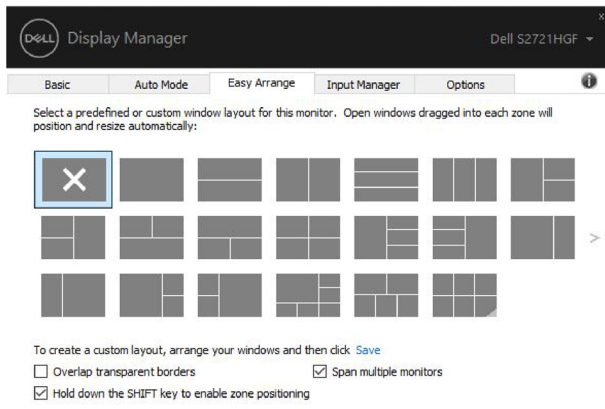 x
DELL Display Manager Dell S2721HGF
Basic Auto Mode Easy Arrange Input Manager Options i
Select a predefined or custom window layout for this monitor. Open windows dragged into each zone will
position and resize automatically:
>
To create a custom layout, arrange your windows and then click Save
Overlap transparent borders Span multiple monitors
Hold down the SHIFT key to enable zone positioning